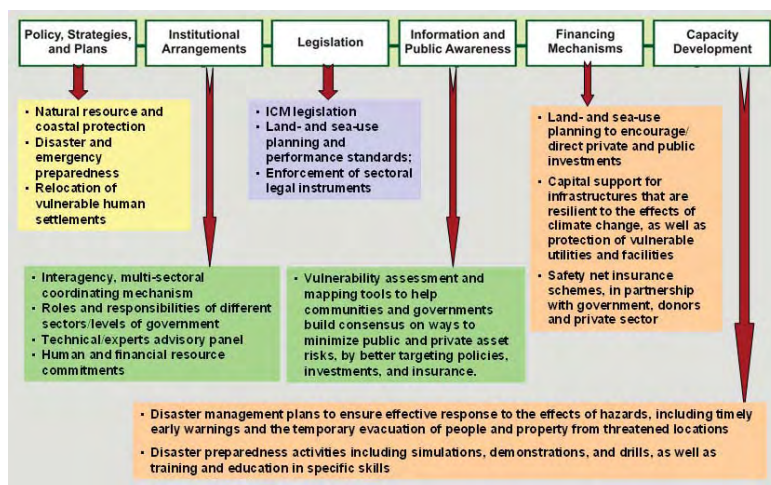 Policy, Strategies,
and Plans
Institutional
Arrangements
Legislation
Information and
Public Awareness
Financing
Mechanisms
Capacity
Development
• Natural resource and
coastal protection
• Disaster and
emergency
preparedness
• Relocation of
vulnerable human
settlements
• ICM legislation
• Land- and sea-use
planning and
performance standards;
• Enforcement of sectoral
legal instruments
• Land- and sea-use
planning to encourage/
direct private and public
investments
• Capital support for
infrastructures that are
resilient to the effects of
climate change, as well as
protection of vulnerable
utilities and facilities
• Safety net insurance
schemes, in partnership
with government, donors
and private sector
• Interagency, multi-sectoral
coordinating mechanism
• Roles and responsibilities of different
sectors/levels of government
• Technical/experts advisory panel
• Human and financial resource
commitments
• Vulnerability assessment and
mapping tools to help
communities and governments
build consensus on ways to
minimize public and private asset
risks, by better targeting policies,
investments, and insurance.
• Disaster management plans to ensure effective response to the effects of hazards, including timely
early warnings and the temporary evacuation of people and property from threatened locations
• Disaster preparedness activities including simulations, demonstrations, and drills, as well as
training and education in specific skills